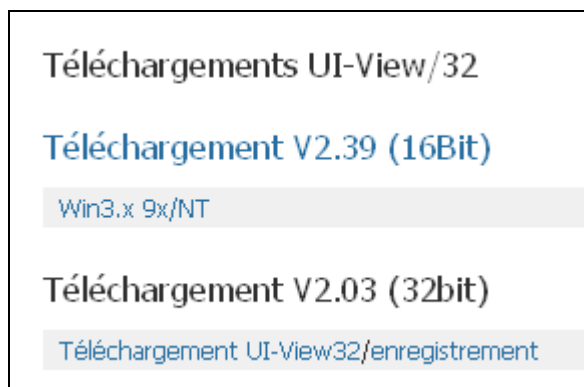 Téléchargements UI-View/32
Téléchargement V2.39 (16Bit)
Win3.x 9x/NT
Téléchargement V2.03 (32bit)
Téléchargement UI-View32/enregistrement